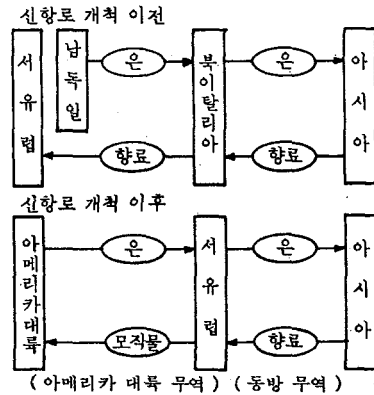 신항로 개척 이전
서유럽
남독일
은
북이탈리아
은
아시아
향료
향료
신항로 개척 이후
아메리카대륙
은
서유럽
은
아시아
모직물
향료
(아메리카 대륙 무역) (동방 무역)